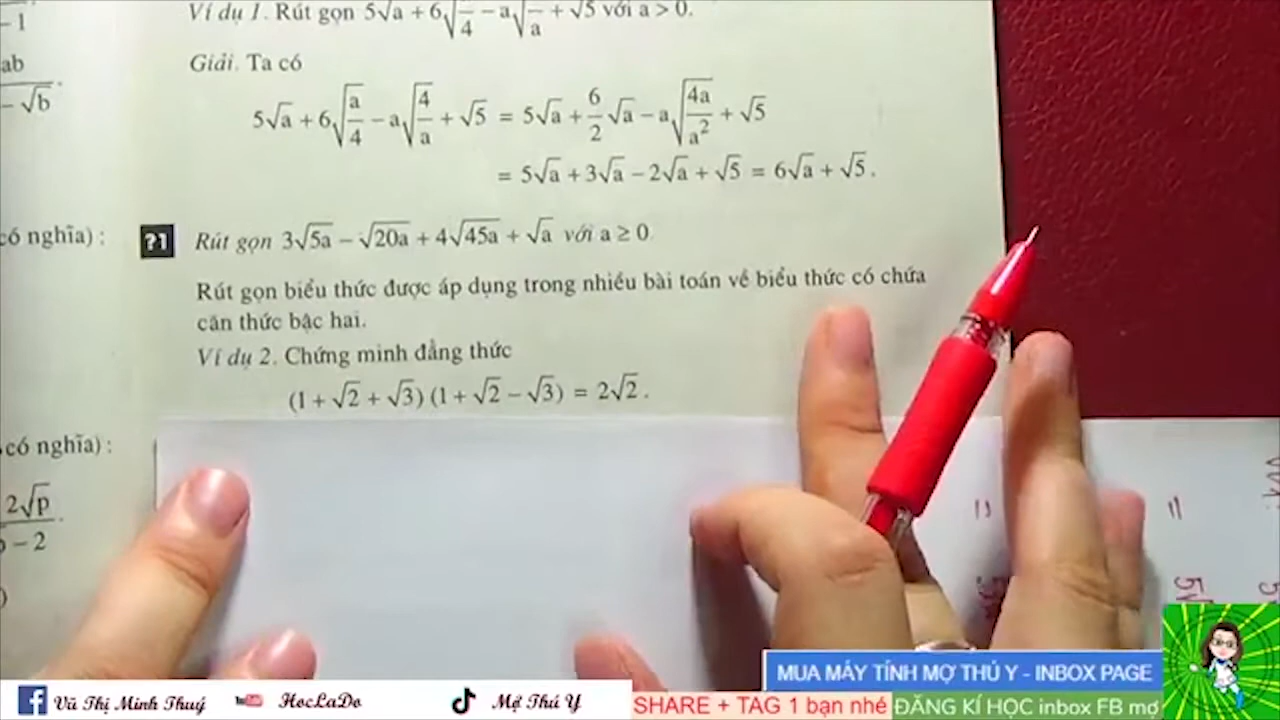 Ví dụ 1. Rút gọn 5√a + 6√(a/4) − a√(4/a) + √5 với a > 0.
Giải. Ta có
5√a + 6√(a/4) − a√(4/a) + √5 = 5√a + 6/2 √a − a√(4a/a²) + √5
= 5√a + 3√a − 2√a + √5 = 6√a + √5.
?1 Rút gọn 3√5a − √20a + 4√45a + √a với a ≥ 0.
Rút gọn biểu thức được áp dụng trong nhiều bài toán về biểu thức có chứa
căn thức bậc hai.
Ví dụ 2. Chứng minh đẳng thức
(1 + √2 + √3)(1 + √2 − √3) = 2√2.
−1
ab
− √b
có nghĩa) :
có nghĩa) :
2√p
− 2
MUA MÁY TÍNH MỢ THÚ Y - INBOX PAGE
Vũ Thị Minh Thuý
HocLaDo
Mợ Thú Y
SHARE + TAG 1 bạn nhé
ĐĂNG KÍ HỌC inbox FB mợ